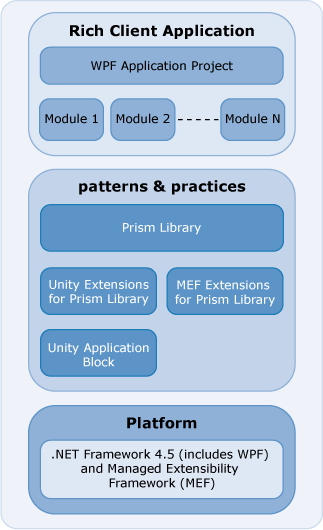 Rich Client Application
WPF Application Project
Module 1
Module 2
Module N
patterns & practices
Prism Library
Unity Extensions
for Prism Library
MEF Extensions
for Prism Library
Unity Application
Block
Platform
.NET Framework 4.5 (includes WPF)
and Managed Extensibility
Framework (MEF)